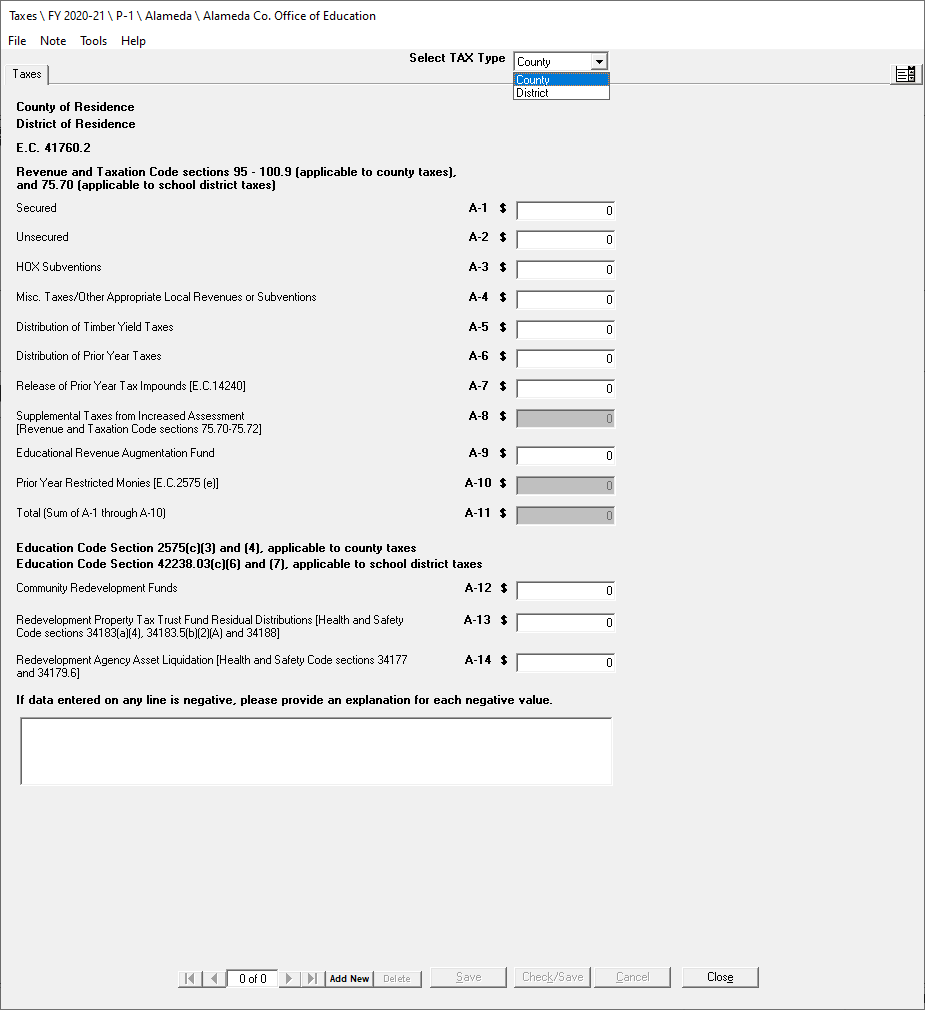 Taxes \ FY 2020-21 \ P-1 \ Alameda \ Alameda Co. Office of Education
File Note Tools Help
Select TAX Type County
County
District
Taxes
County of Residence
District of Residence
E.C. 41760.2
Revenue and Taxation Code sections 95 - 100.9 (applicable to county taxes),
and 75.70 (applicable to school district taxes)
Secured A-1 $ 0
Unsecured A-2 $ 0
HOX Subventions A-3 $ 0
Misc. Taxes/Other Appropriate Local Revenues or Subventions A-4 $ 0
Distribution of Timber Yield Taxes A-5 $ 0
Distribution of Prior Year Taxes A-6 $ 0
Release of Prior Year Tax Impounds [E.C.14240] A-7 $ 0
Supplemental Taxes from Increased Assessment A-8 $ 0
[Revenue and Taxation Code sections 75.70-75.72]
Educational Revenue Augmentation Fund A-9 $ 0
Prior Year Restricted Monies [E.C.2575 (e)] A-10 $ 0
Total (Sum of A-1 through A-10) A-11 $ 0
Education Code Section 2575(c)(3) and (4), applicable to county taxes
Education Code Section 42238.03(c)(6) and (7), applicable to school district taxes
Community Redevelopment Funds A-12 $ 0
Redevelopment Property Tax Trust Fund Residual Distributions [Health and Safety A-13 $ 0
Code sections 34183(a)(4), 34183.5(b)(2)(A) and 34188]
Redevelopment Agency Asset Liquidation [Health and Safety Code sections 34177 A-14 $ 0
and 34179.6]
If data entered on any line is negative, please provide an explanation for each negative value.
0 of 0 Add New Delete Save Check/Save Cancel Close